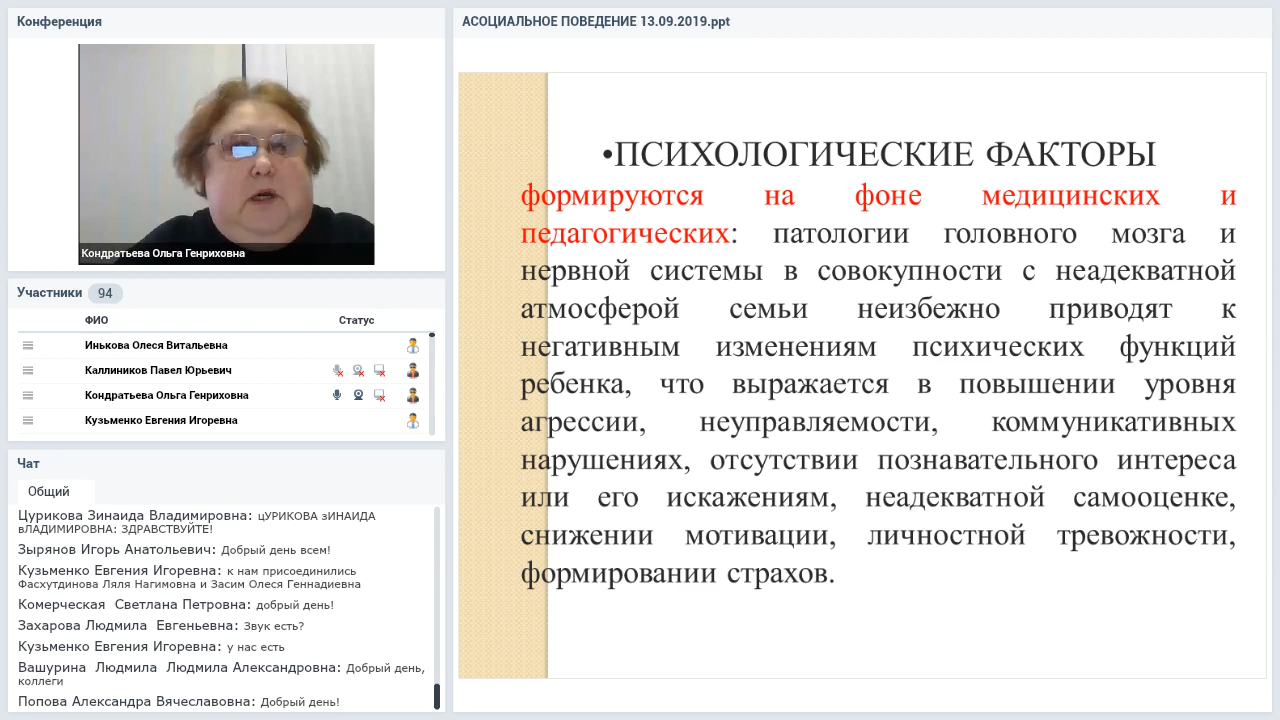 Конференция
Кондратьева Ольга Генриховна
Участники 94
ФИО Статус
Инькова Олеся Витальевна
Каллиников Павел Юрьевич
Кондратьева Ольга Генриховна
Кузьменко Евгения Игоревна
Чат
Общий
Цурикова Зинаида Владимировна: цУРИКОВА зИНАИДА
вЛАДИМИРОВНА: ЗДРАВСТВУЙТЕ!
Зырянов Игорь Анатольевич: Добрый день всем!
Кузьменко Евгения Игоревна: к нам присоединились
Фасхутдинова Ляля Нагимовна и Засим Олеся Геннадиевна
Комерческая Светлана Петровна: добрый день!
Захарова Людмила Евгеньевна: Звук есть?
Кузьменко Евгения Игоревна: у нас есть
Вашурина Людмила Людмила Александровна: Добрый день,
коллеги
Попова Александра Вячеславовна: Добрый день!
АСОЦИАЛЬНОЕ ПОВЕДЕНИЕ 13.09.2019.ppt
•ПСИХОЛОГИЧЕСКИЕ ФАКТОРЫ
формируются на фоне медицинских и
педагогических: патологии головного мозга и
нервной системы в совокупности с неадекватной
атмосферой семьи неизбежно приводят к
негативным изменениям психических функций
ребенка, что выражается в повышении уровня
агрессии, неуправляемости, коммуникативных
нарушениях, отсутствии познавательного интереса
или его искажениям, неадекватной самооценке,
снижении мотивации, личностной тревожности,
формировании страхов.